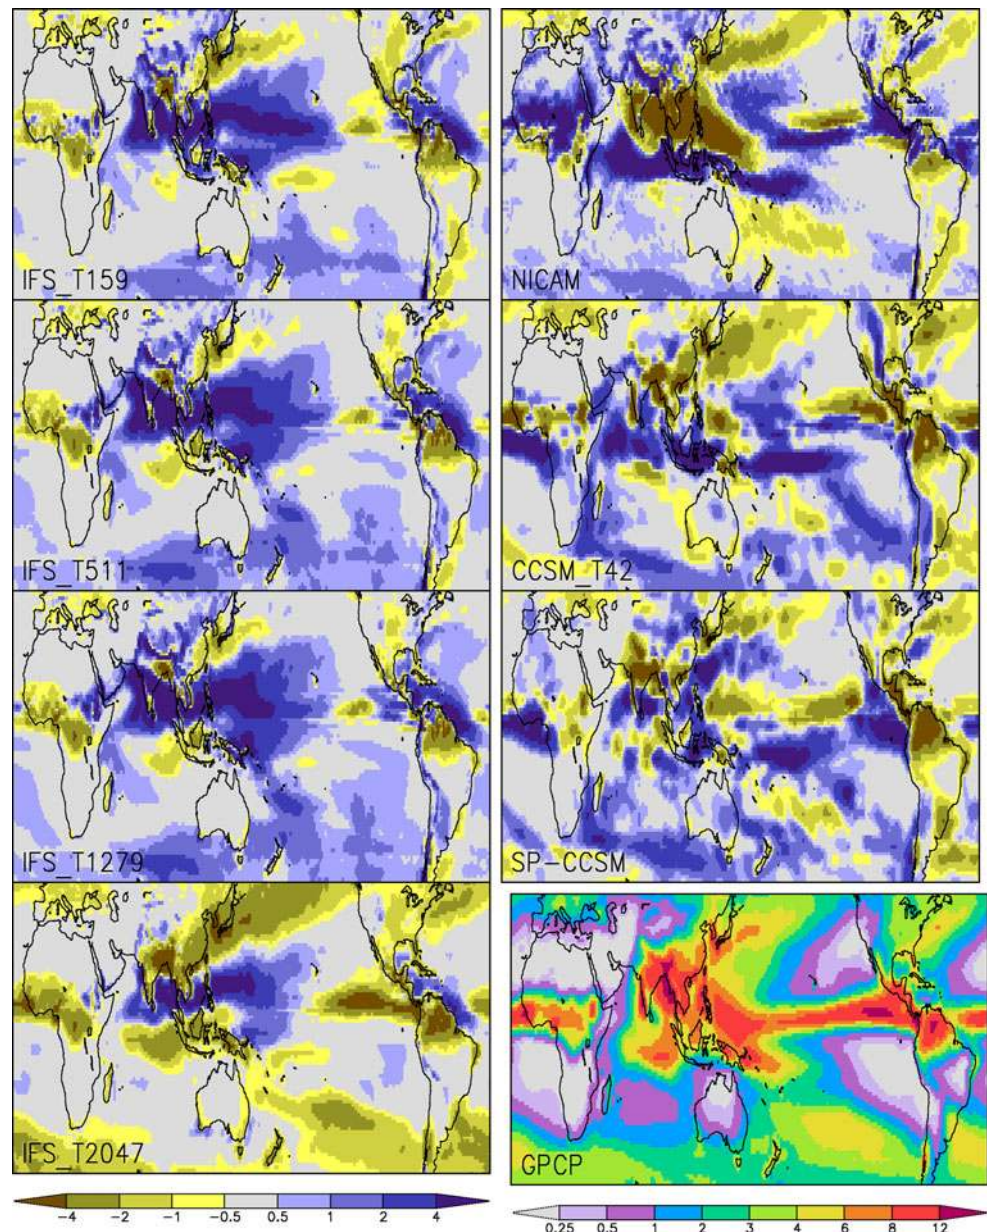 IFS_T159
NICAM
IFS_T511
CCSM_T42
IFS_T1279
SP-CCSM
IFS_T2047
GPCP
-4 -2 -1 -0.5 0.5 1 2 4
0.25 0.5 1 2 3 4 6 8 12